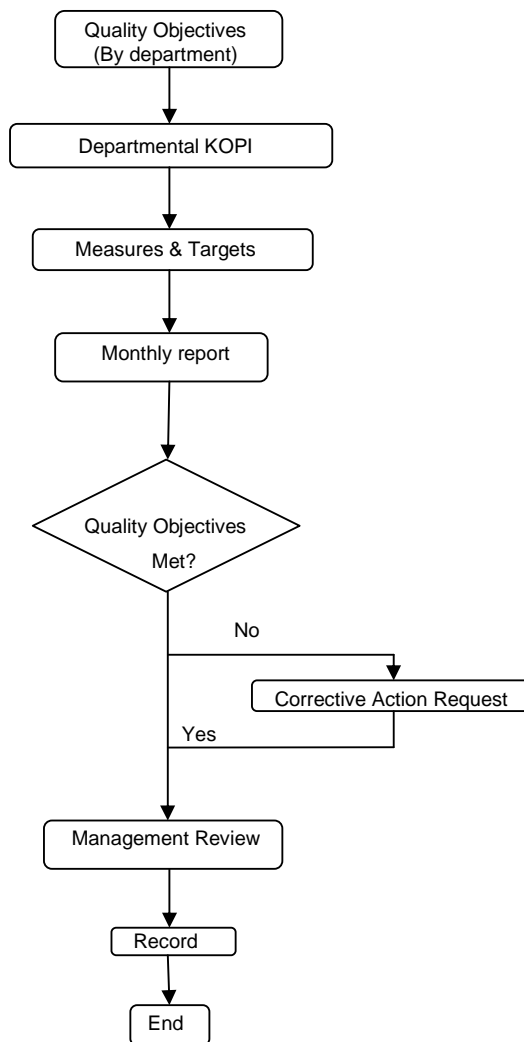 Quality Objectives
(By department)
Departmental KOPI
Measures & Targets
Monthly report
Quality Objectives
Met?
No
Corrective Action Request
Yes
Management Review
Record
End